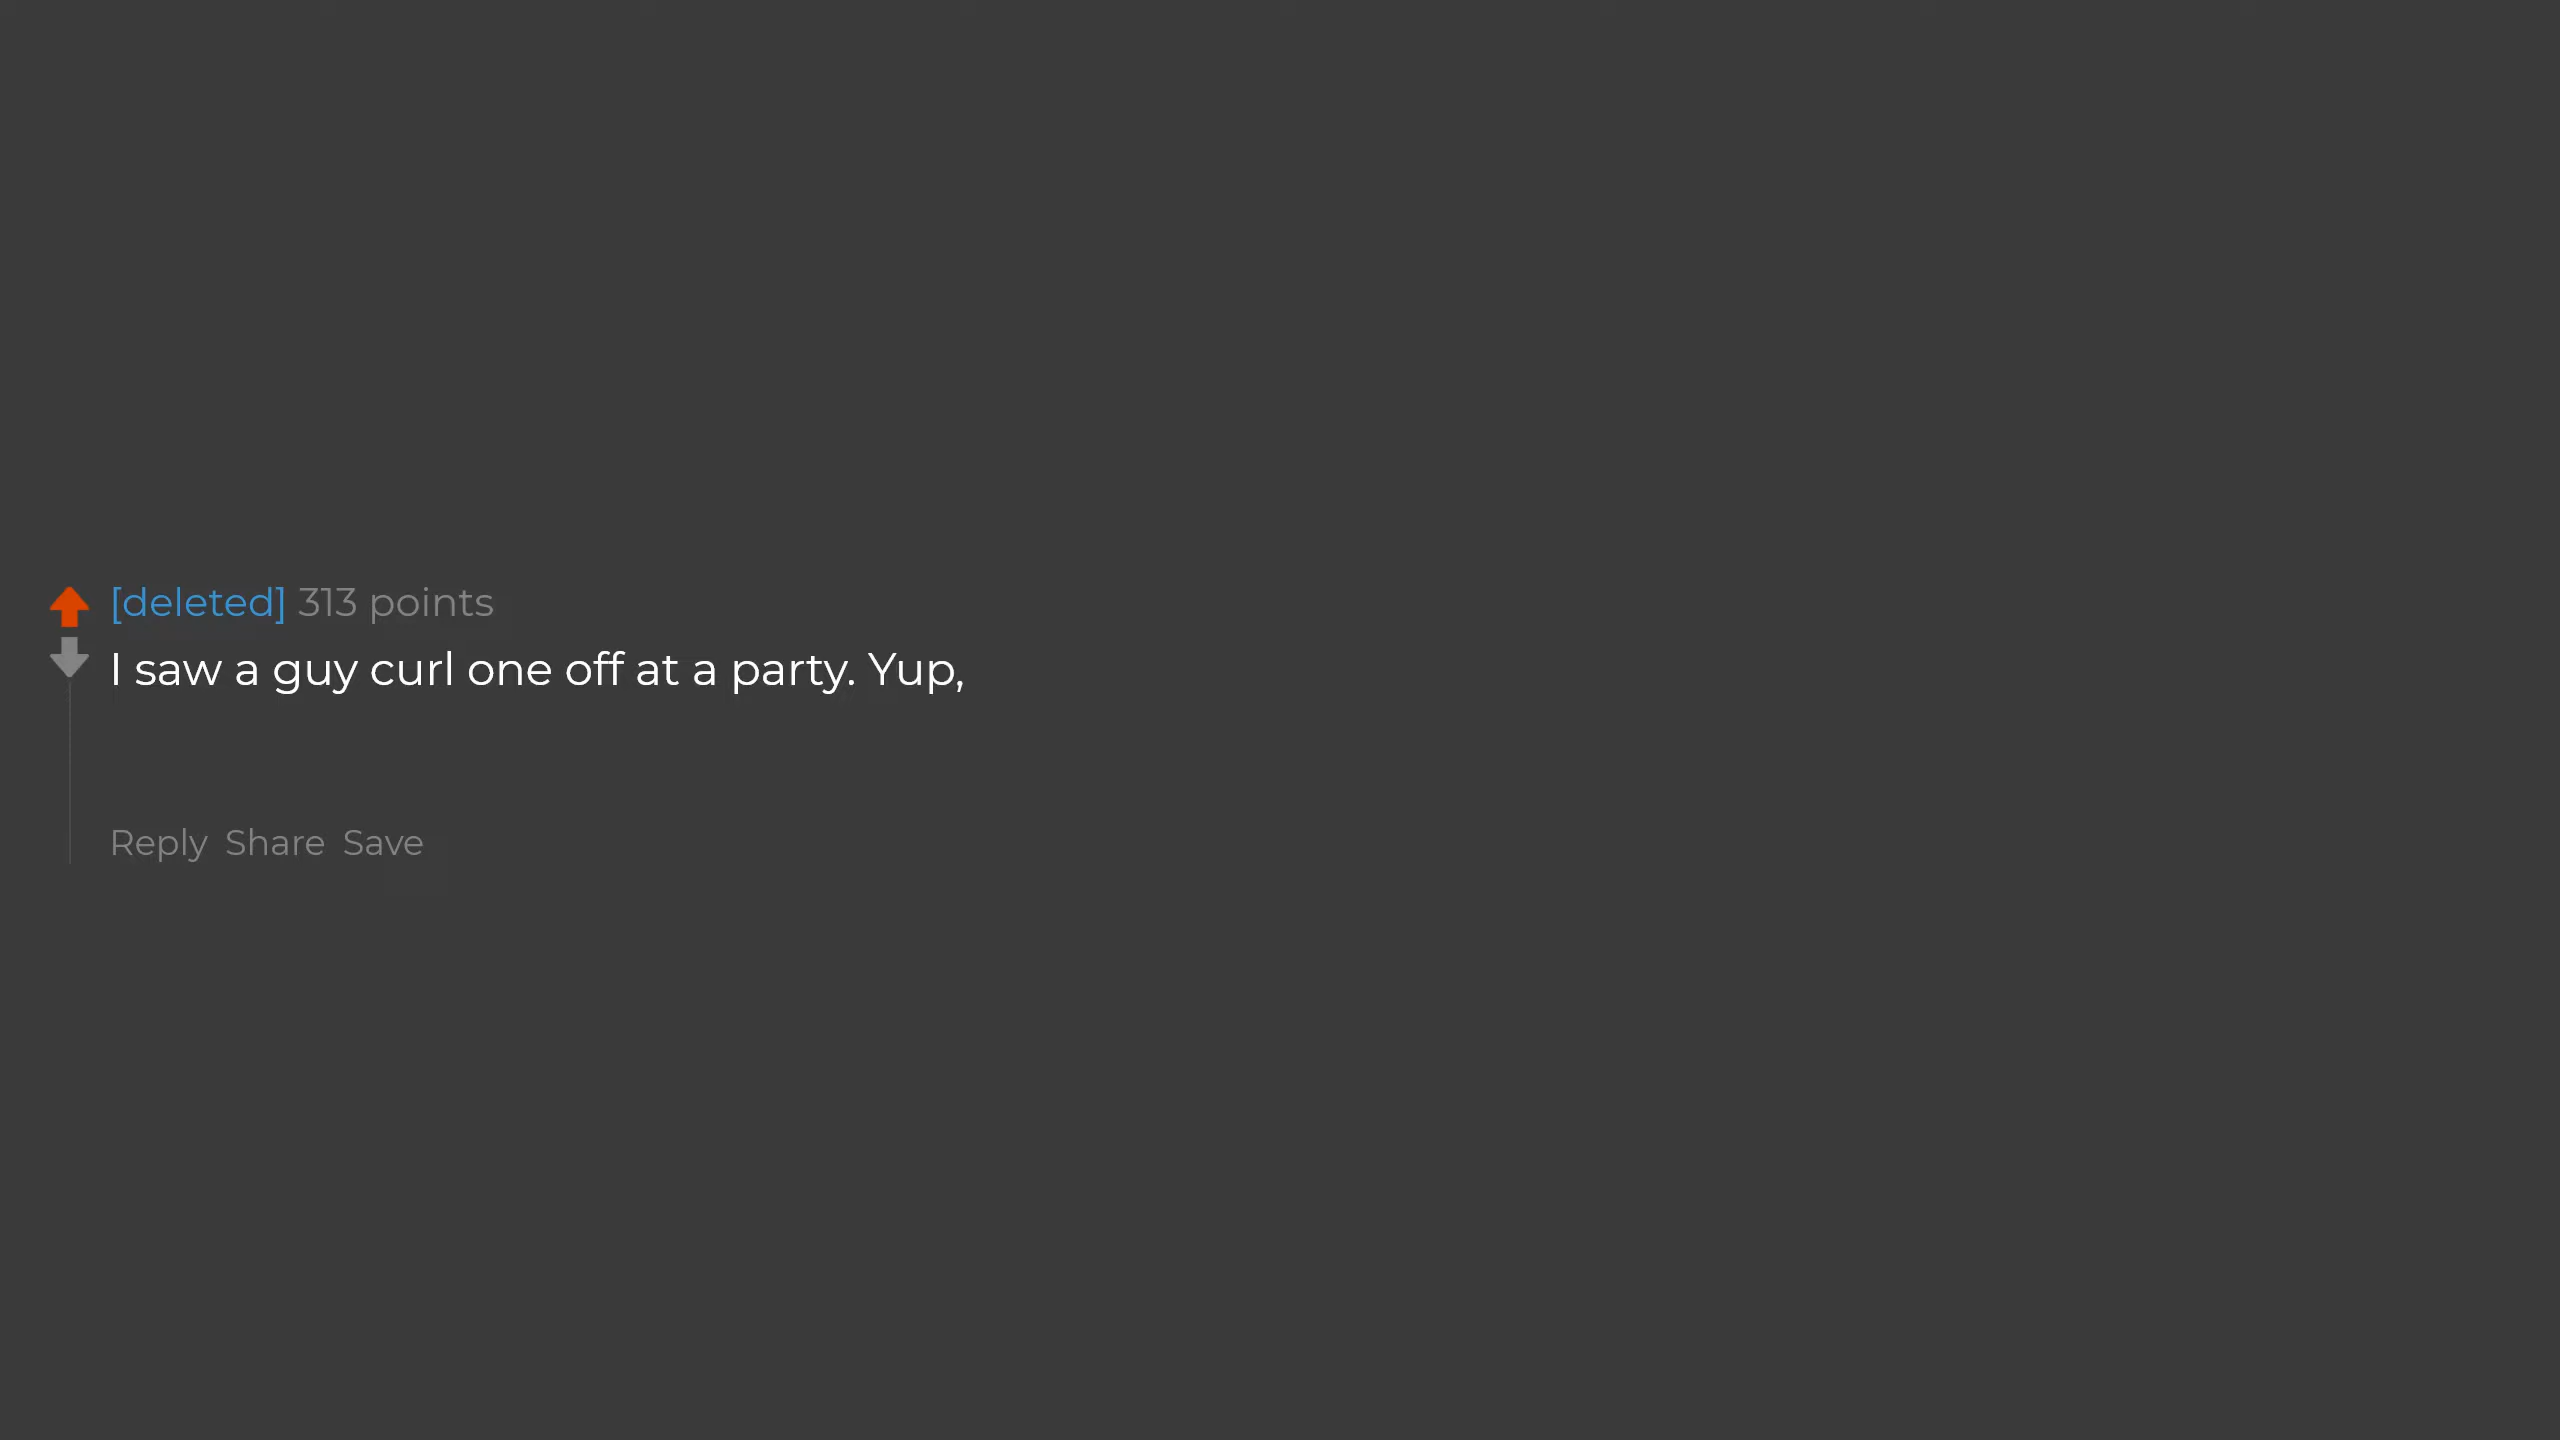 [deleted] 313 points
I saw a guy curl one off at a party. Yup,
Reply Share Save